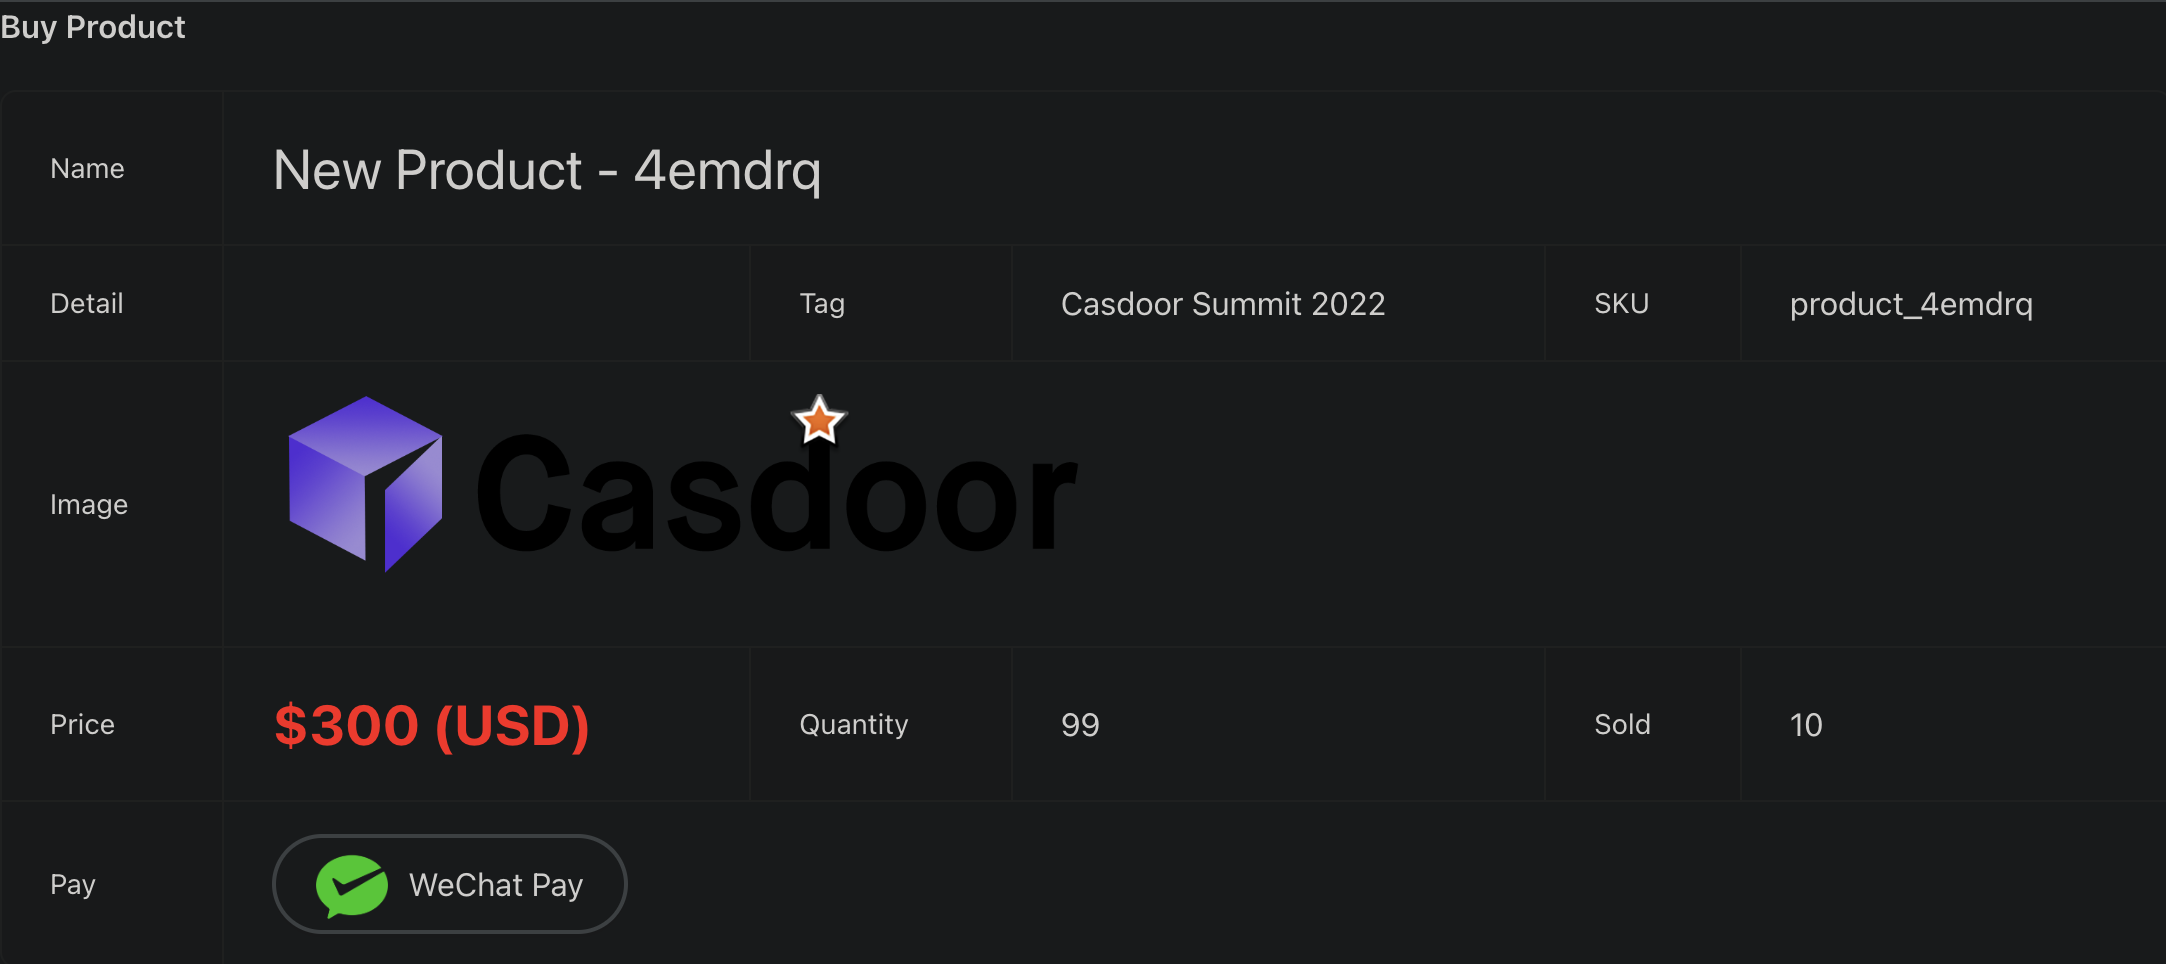 Buy Product
Name
New Product - 4emdrq
Detail
Tag
Casdoor Summit 2022
SKU
product_4emdrq
Image
Casdoor
Price
$300 (USD)
Quantity
99
Sold
10
Pay
WeChat Pay